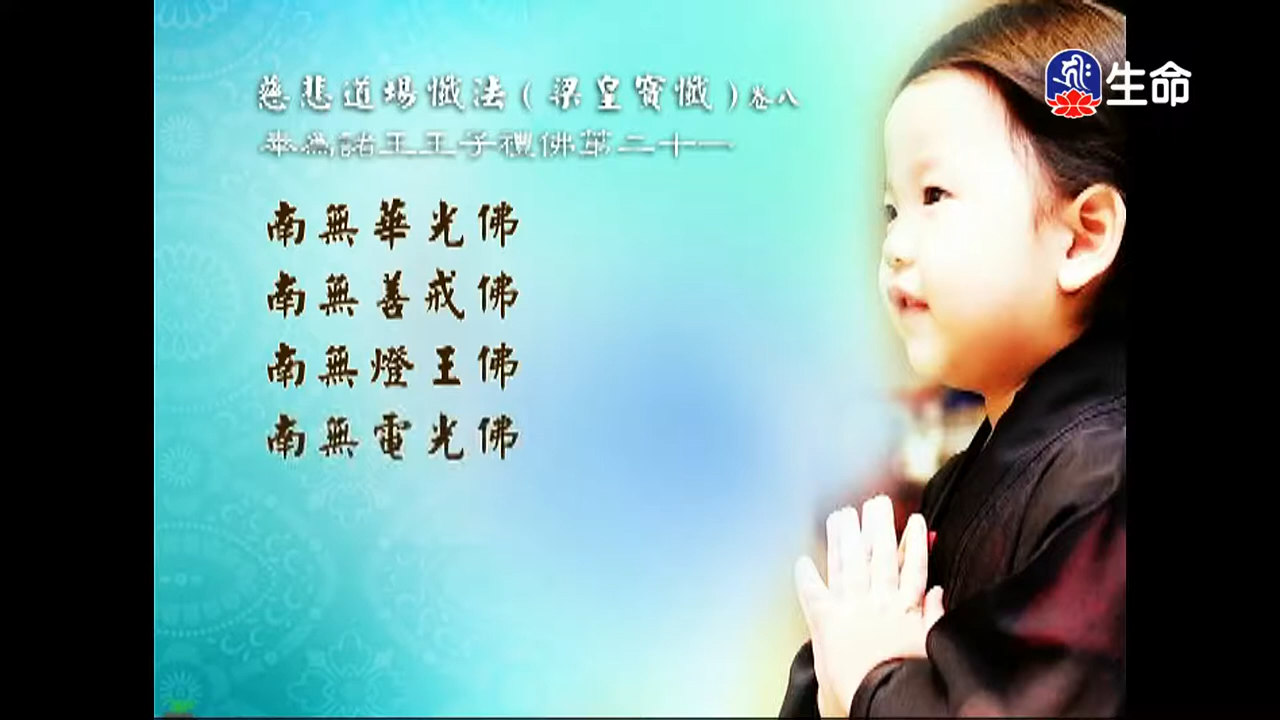 慈悲道場懺法(梁皇寶懺)卷八
奉為諸王王子禮佛第二十一
南無華光佛
南無善戒佛
南無燈王佛
南無電光佛
生命